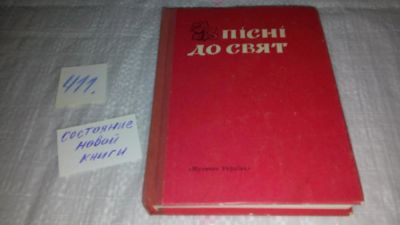 ПІСНІ
ДО СВЯТ
411.
состояние
новой
книги
«Музична Україна»